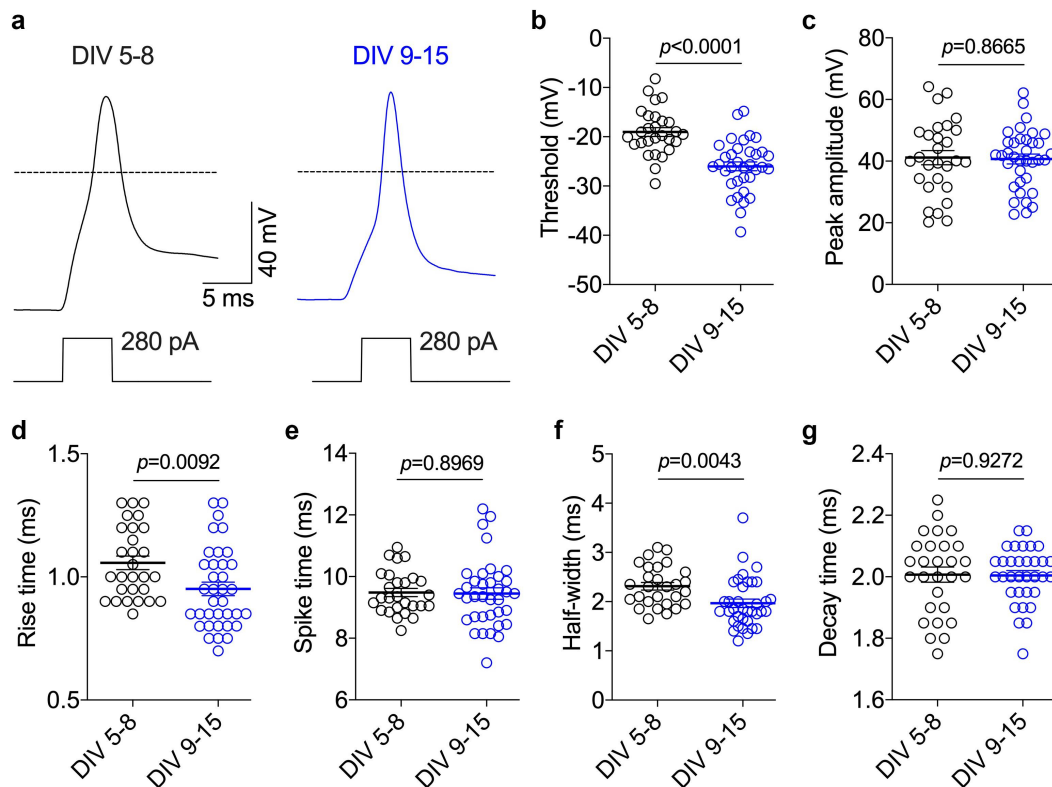 a
DIV 5-8
DIV 9-15
40 mV
5 ms
280 pA
280 pA
b
p<0.0001
Threshold (mV)
0
-10
-20
-30
-40
-50
DIV 5-8
DIV 9-15
c
p=0.8665
Peak amplitude (mV)
80
60
40
20
0
DIV 5-8
DIV 9-15
d
p=0.0092
Rise time (ms)
1.5
1.0
0.5
DIV 5-8
DIV 9-15
e
p=0.8969
Spike time (ms)
14
12
10
8
6
DIV 5-8
DIV 9-15
f
p=0.0043
Half-width (ms)
5
4
3
2
1
0
DIV 5-8
DIV 9-15
g
p=0.9272
Decay time (ms)
2.4
2.2
2.0
1.8
1.6
DIV 5-8
DIV 9-15